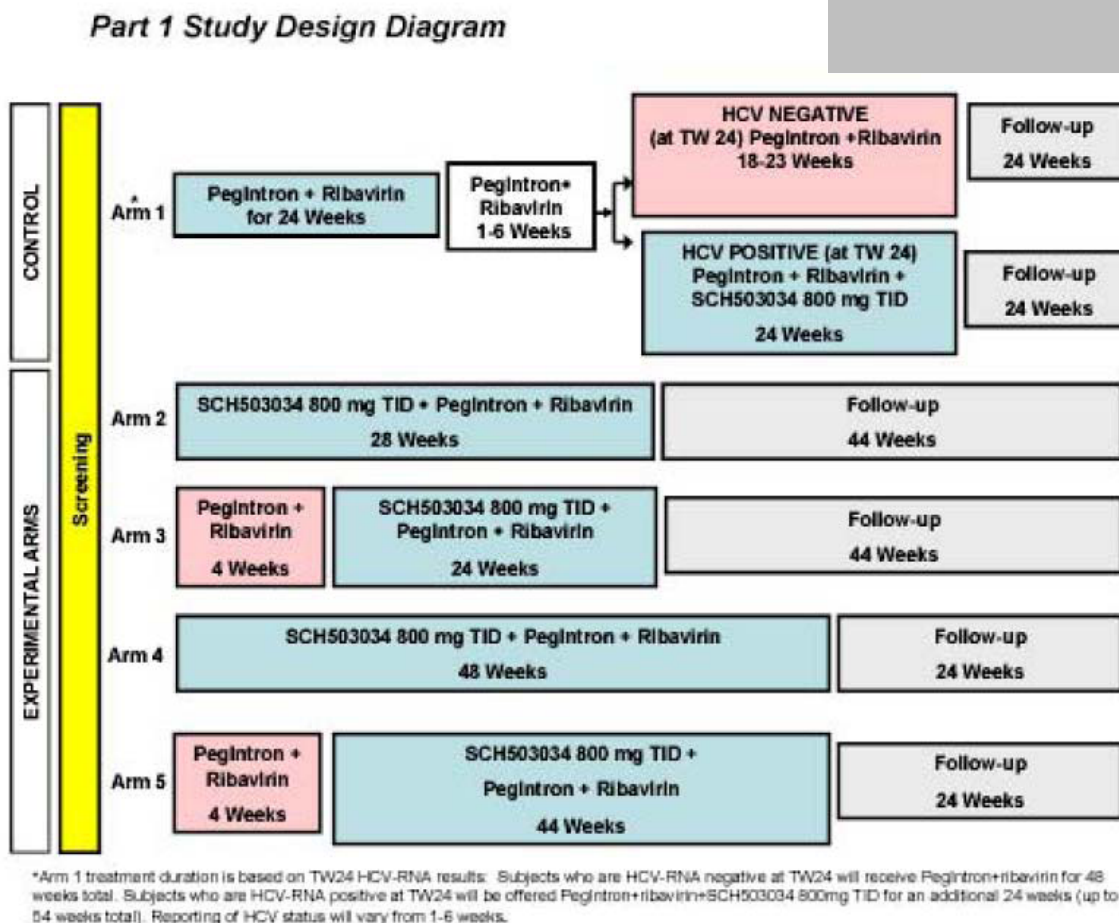 Part 1 Study Design Diagram
CONTROL
Screening
EXPERIMENTAL ARMS
Arm 1
*
PegIntron + Ribavirin
for 24 Weeks
PegIntron+
Ribavirin
1-6 Weeks
HCV NEGATIVE
(at TW 24) PegIntron +Ribavirin
18-23 Weeks
Follow-up
24 Weeks
HCV POSITIVE (at TW 24)
PegIntron + Ribavirin +
SCH503034 800 mg TID
24 Weeks
Follow-up
24 Weeks
Arm 2
SCH503034 800 mg TID + PegIntron + Ribavirin
28 Weeks
Follow-up
44 Weeks
Arm 3
PegIntron +
Ribavirin
4 Weeks
SCH503034 800 mg TID +
PegIntron + Ribavirin
24 Weeks
Follow-up
44 Weeks
Arm 4
SCH503034 800 mg TID + PegIntron + Ribavirin
48 Weeks
Follow-up
24 Weeks
Arm 5
PegIntron +
Ribavirin
4 Weeks
SCH503034 800 mg TID +
PegIntron + Ribavirin
44 Weeks
Follow-up
24 Weeks
*Arm 1 treatment duration is based on TW24 HCV-RNA results: Subjects who are HCV-RNA negative at TW24 will receive PegIntron+ribavirin for 48
weeks total. Subjects who are HCV-RNA positive at TW24 will be offered PegIntron+ribavirin+SCH503034 800mg TID for an additional 24 weeks (up to
54 weeks total). Reporting of HCV status will vary from 1-6 weeks.